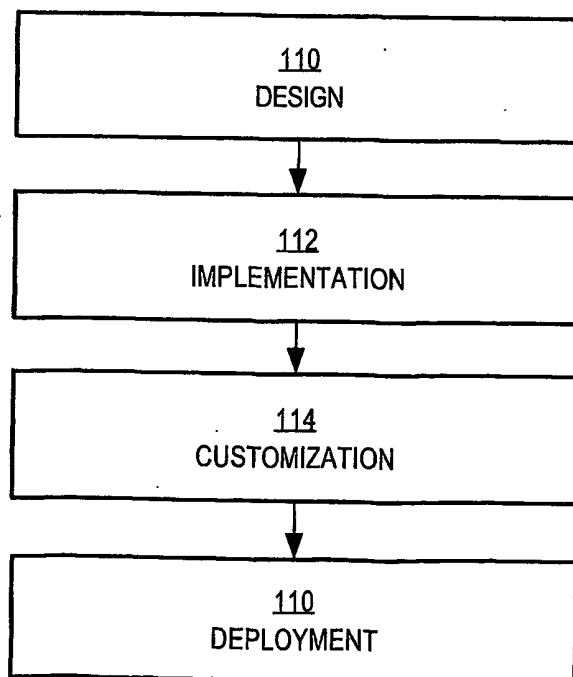 110
DESIGN
112
IMPLEMENTATION
114
CUSTOMIZATION
110
DEPLOYMENT